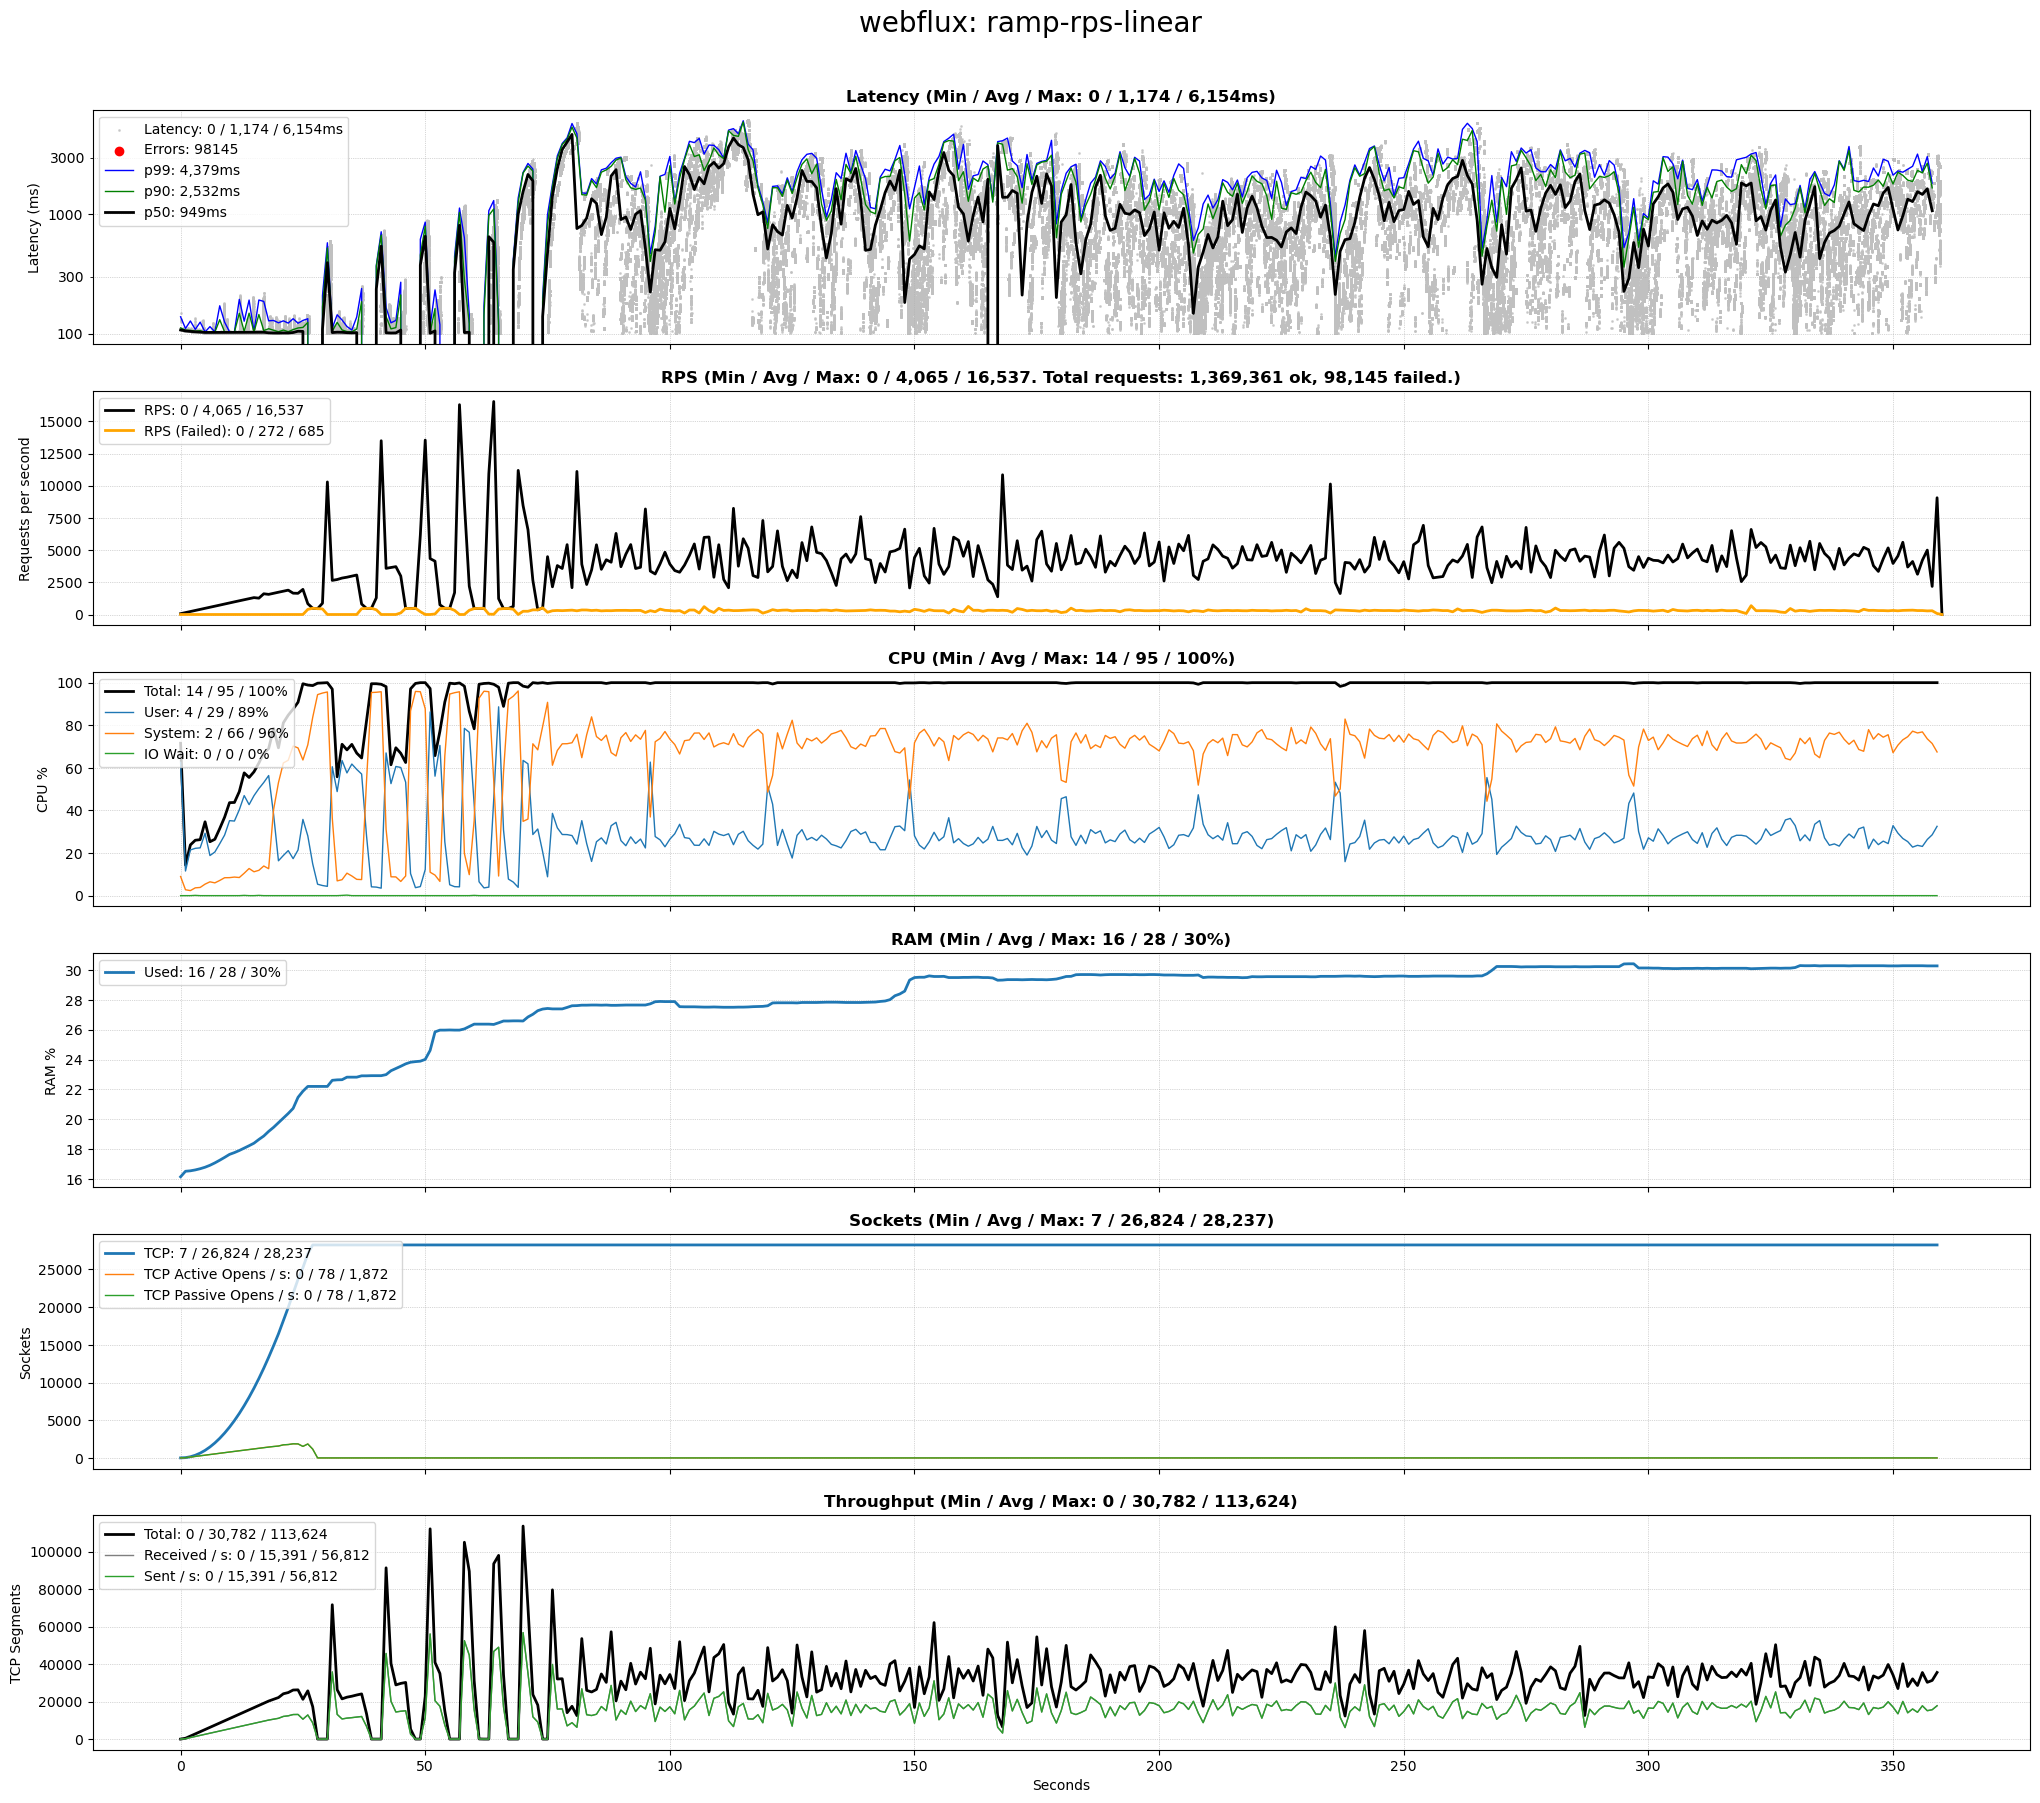 webflux: ramp-rps-linear
Latency (Min / Avg / Max: 0 / 1,174 / 6,154ms)
Latency (ms)
3000
1000
300
100
Latency: 0 / 1,174 / 6,154ms
Errors: 98145
p99: 4,379ms
p90: 2,532ms
p50: 949ms
RPS (Min / Avg / Max: 0 / 4,065 / 16,537. Total requests: 1,369,361 ok, 98,145 failed.)
Requests per second
15000
12500
10000
7500
5000
2500
0
RPS: 0 / 4,065 / 16,537
RPS (Failed): 0 / 272 / 685
CPU (Min / Avg / Max: 14 / 95 / 100%)
CPU %
100
80
60
40
20
0
Total: 14 / 95 / 100%
User: 4 / 29 / 89%
System: 2 / 66 / 96%
IO Wait: 0 / 0 / 0%
RAM (Min / Avg / Max: 16 / 28 / 30%)
RAM %
30
28
26
24
22
20
18
16
Used: 16 / 28 / 30%
Sockets (Min / Avg / Max: 7 / 26,824 / 28,237)
Sockets
25000
20000
15000
10000
5000
0
TCP: 7 / 26,824 / 28,237
TCP Active Opens / s: 0 / 78 / 1,872
TCP Passive Opens / s: 0 / 78 / 1,872
Throughput (Min / Avg / Max: 0 / 30,782 / 113,624)
TCP Segments
100000
80000
60000
40000
20000
0
Total: 0 / 30,782 / 113,624
Received / s: 0 / 15,391 / 56,812
Sent / s: 0 / 15,391 / 56,812
0 50 100 150 200 250 300 350
Seconds